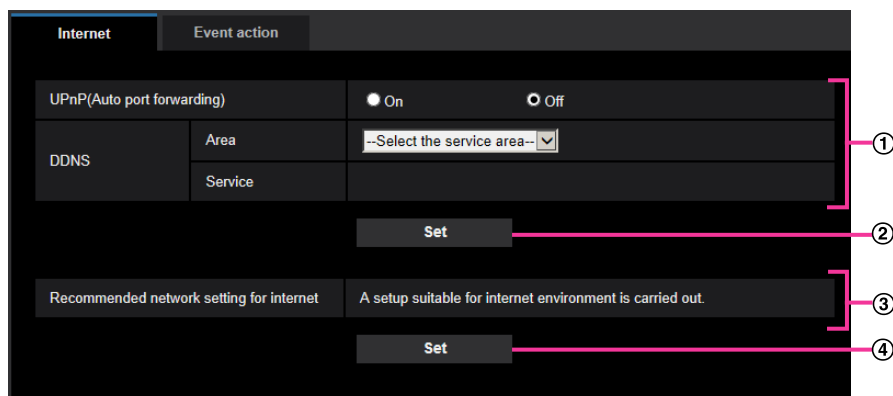 Internet Event action
UPnP(Auto port forwarding) On Off
DDNS Area --Select the service area--
Service
①
Set ②
Recommended network setting for internet A setup suitable for internet environment is carried out. ③
Set ④